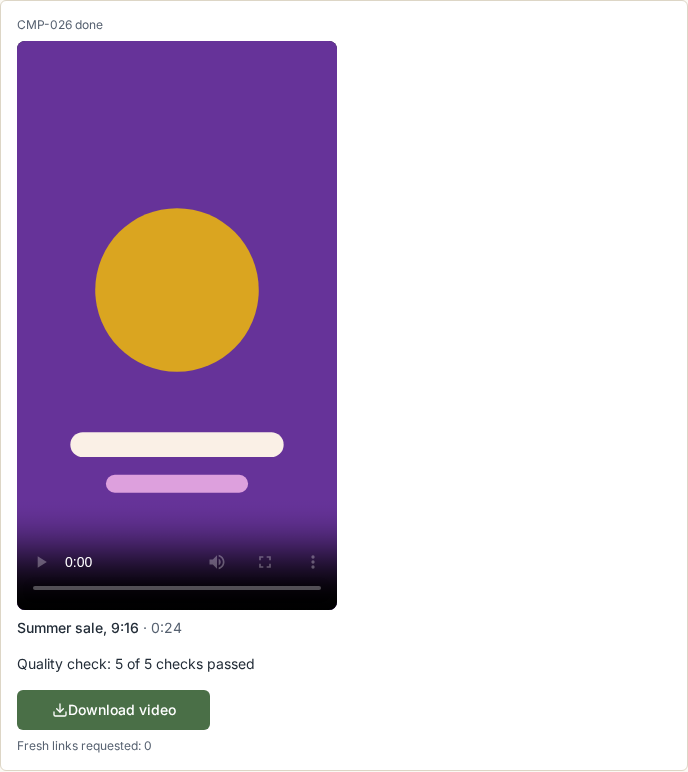 CMP-026 done
0:00
Summer sale, 9:16 · 0:24
Quality check: 5 of 5 checks passed
Download video
Fresh links requested: 0